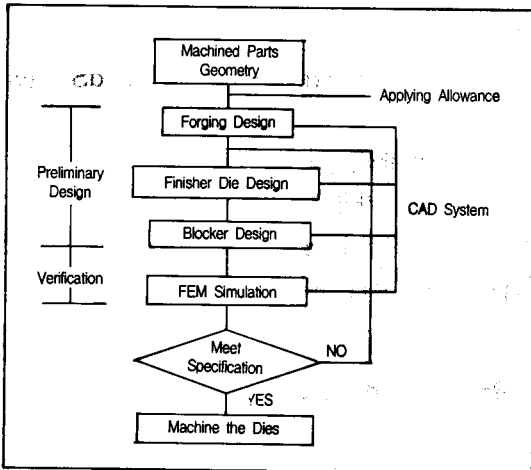 Machined Parts
Geometry
Applying Allowance
Forging Design
Preliminary
Design
Finisher Die Design
CAD System
Blocker Design
Verification
FEM Simulation
Meet
Specification
NO
YES
Machine the Dies